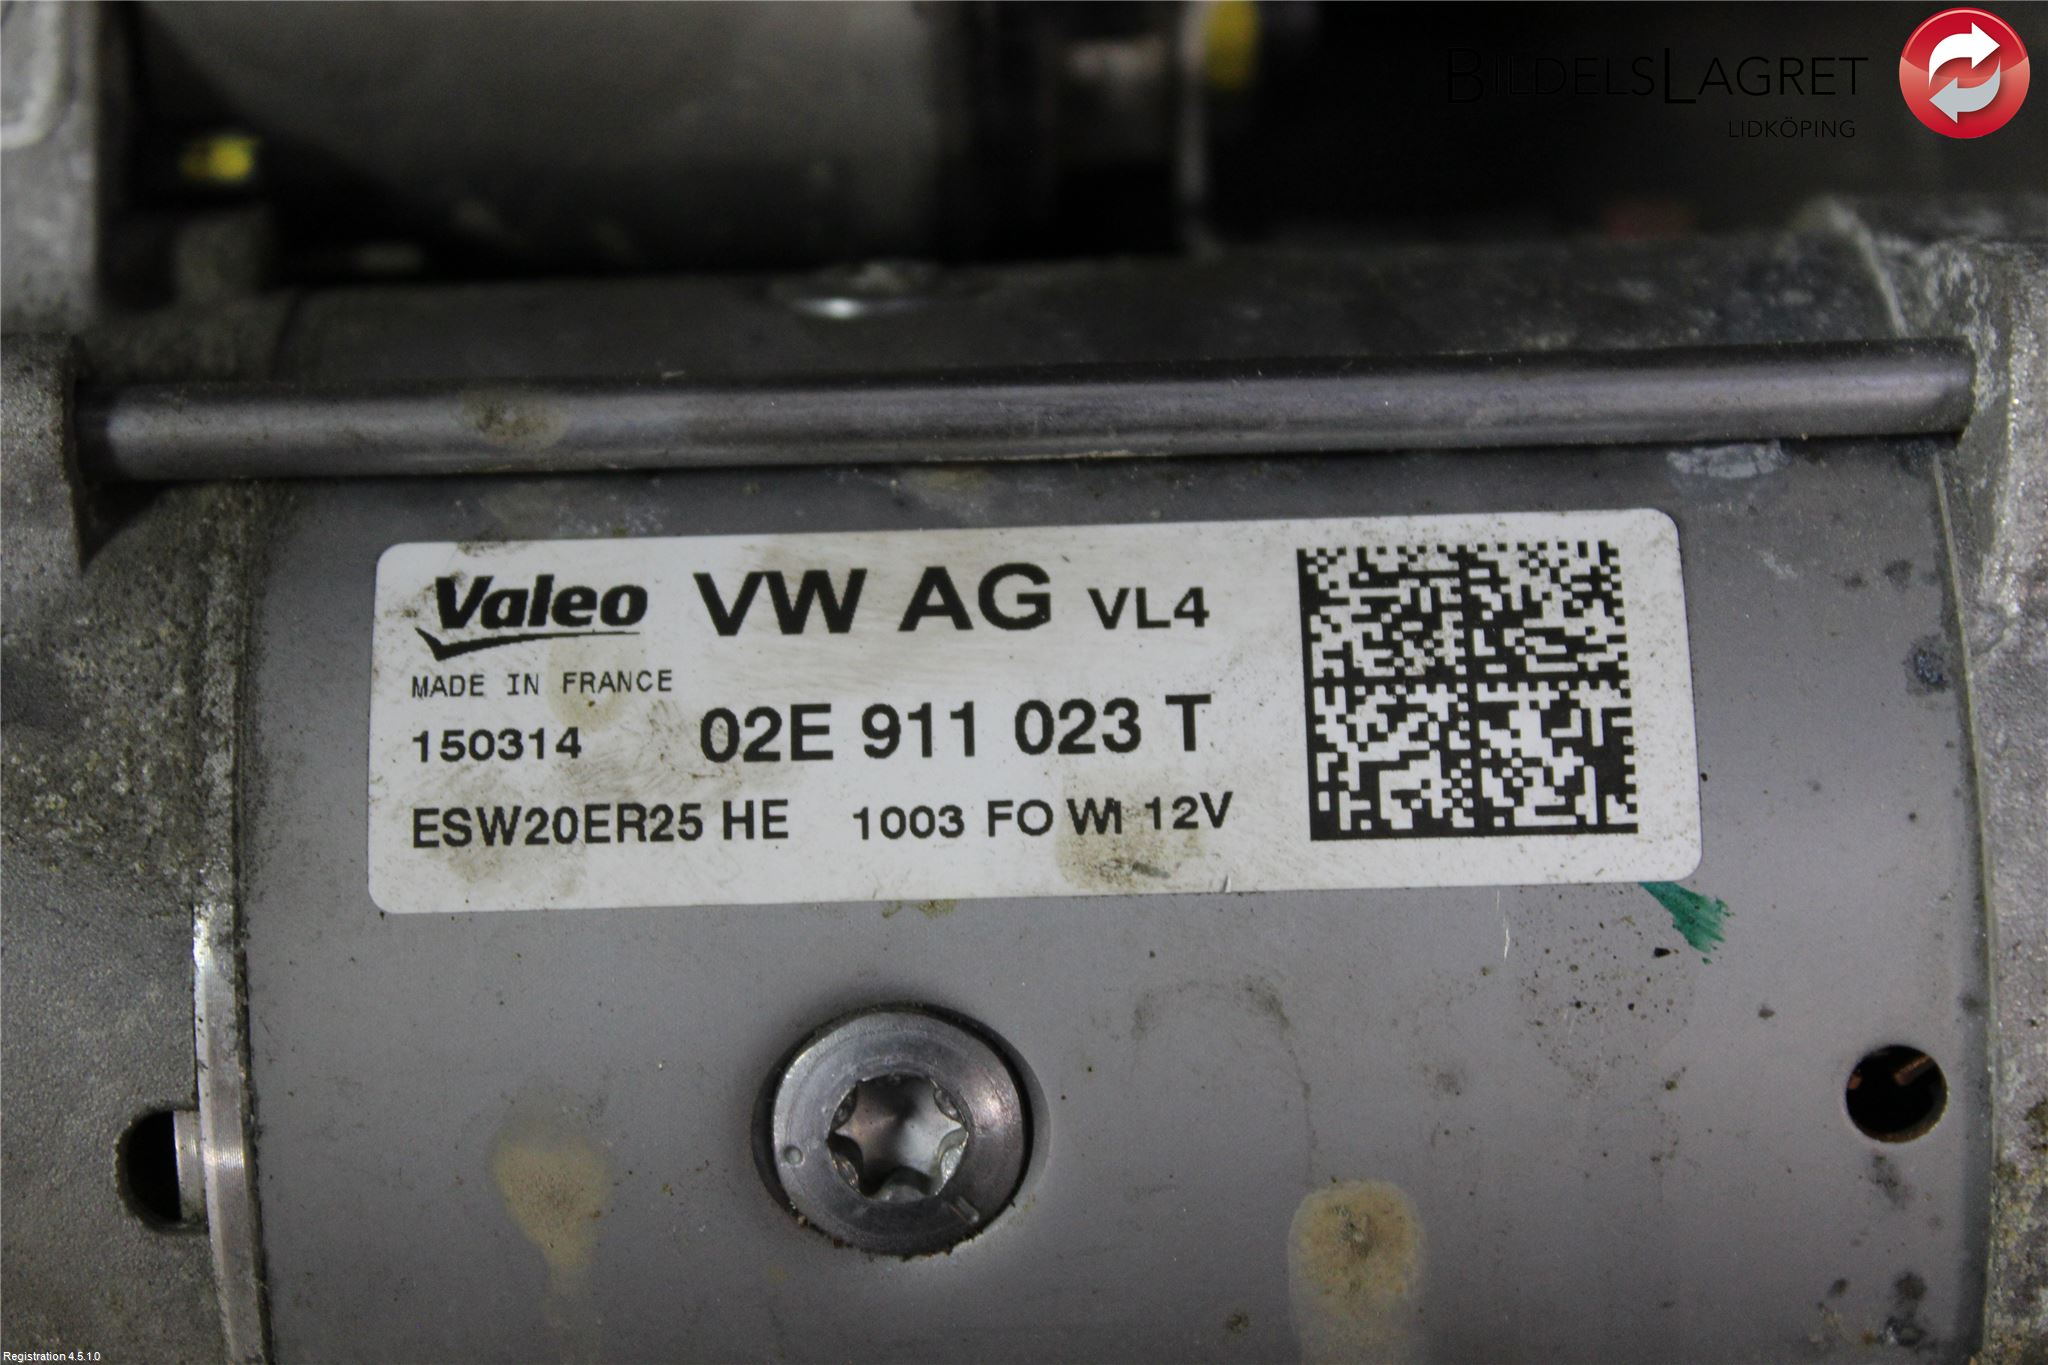 BILDELSLAGRET
LIDKÖPING
Valeo VW AG VL4
MADE IN FRANCE
150314 02E 911 023 T
ESW20ER25 HE 1003 FO WI 12V
Registration 4.5.1.0